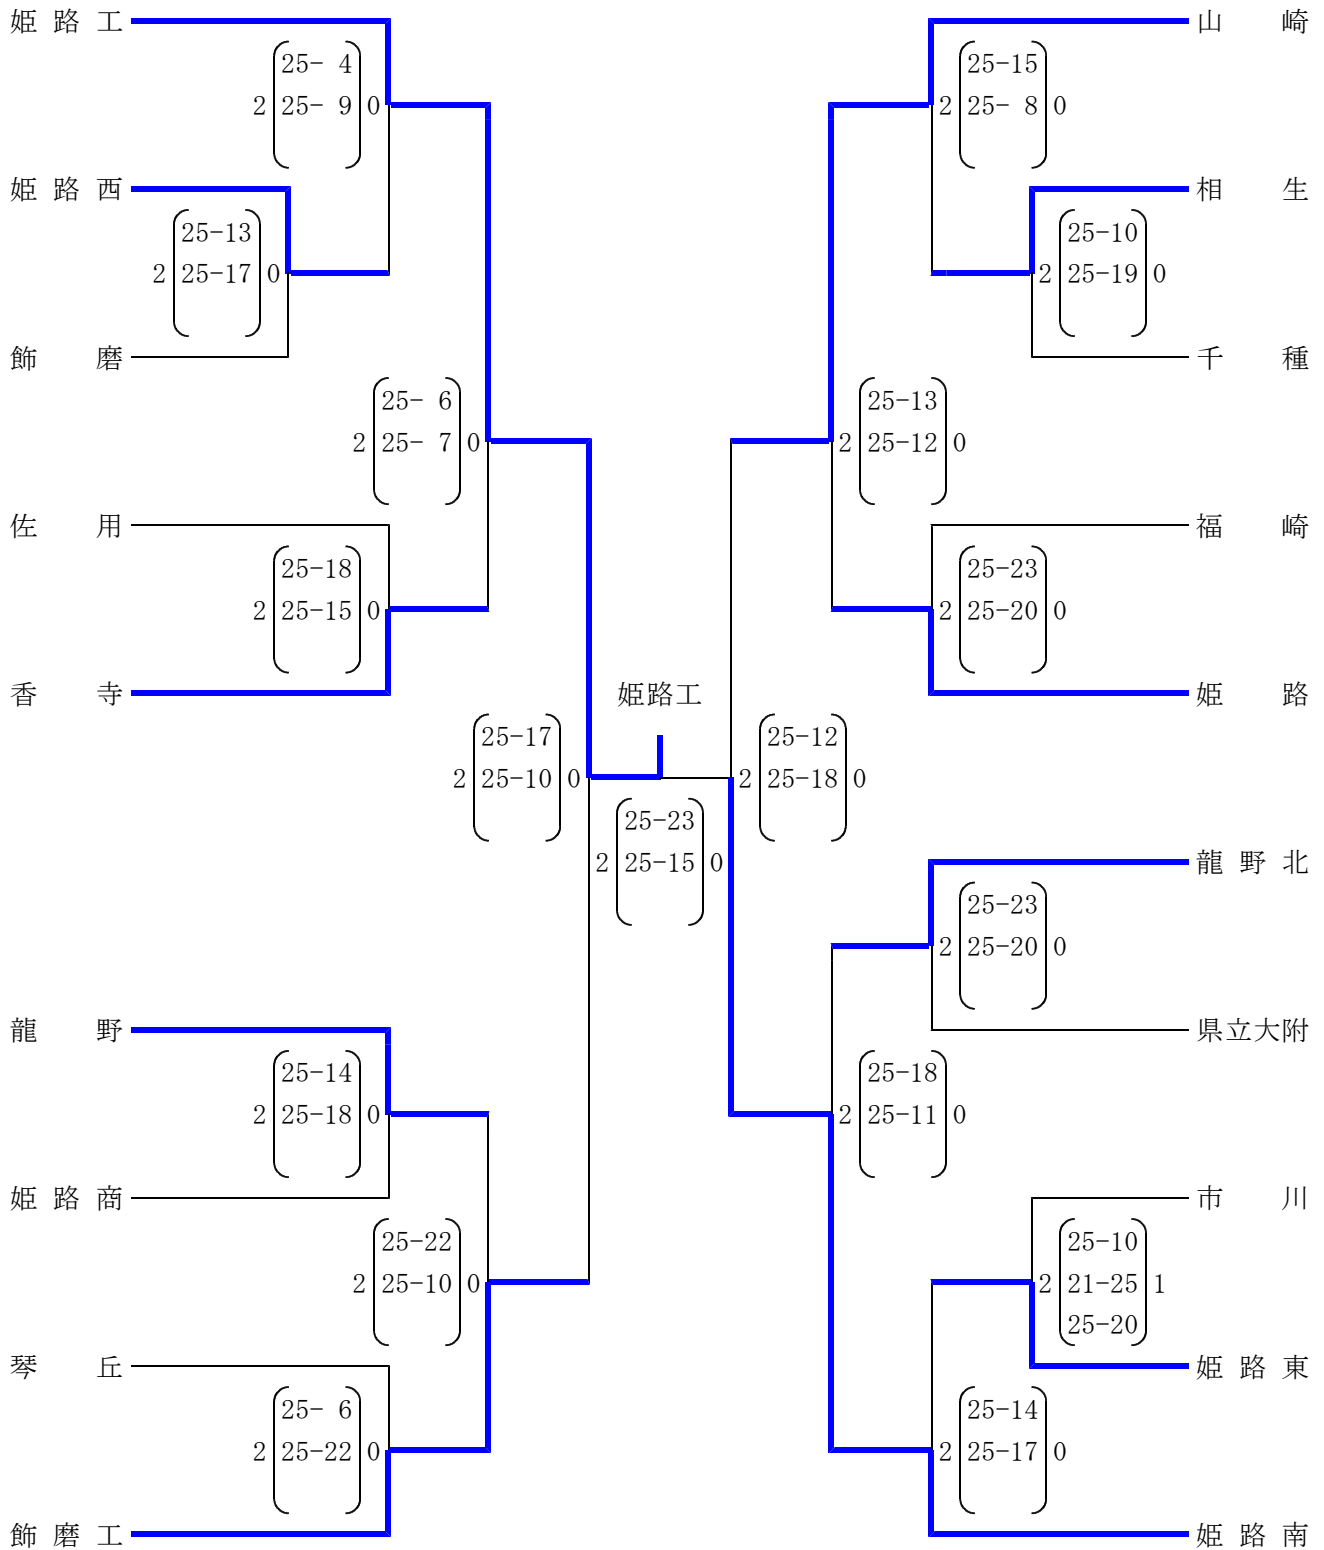 姫路工 山崎
25- 4 25-15
2 25- 9 0 2 25- 8 0
姫路西 相生
25-13 25-10
2 25-17 0 2 25-19 0
飾磨 千種
25- 6 25-13
2 25- 7 0 2 25-12 0
佐用 福崎
25-18 25-23
2 25-15 0 2 25-20 0
香寺 姫路工 姫路
25-17 25-12
2 25-10 0 2 25-18 0
25-23
2 25-15 0 龍野北
25-23
2 25-20 0
龍野 県立大附
25-14 25-18
2 25-18 0 2 25-11 0
姫路商 市川
25-22 25-10
2 25-10 0 2 21-25 1
25-20
琴丘 姫路東
25- 6 25-14
2 25-22 0 2 25-17 0
飾磨工 姫路南